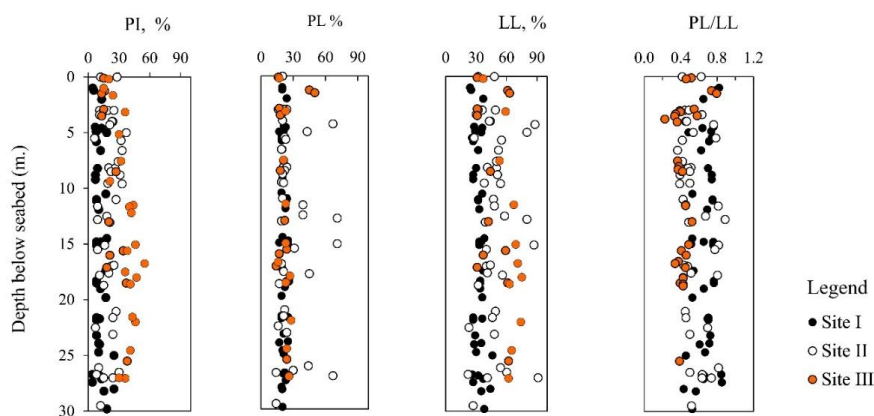 PI, %
PL %
LL, %
PL/LL
0 30 60 90
0 30 60 90
0 30 60 90
0.0 0.4 0.8 1.2
0
5
10
15
20
25
30
Depth below seabed (m.)
Legend
Site I
Site II
Site III